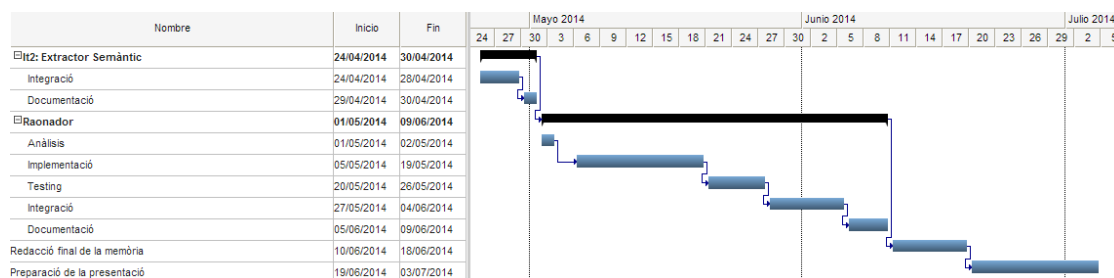 Nombre Inicio Fin
Mayo 2014 Junio 2014 Julio 2014
24 27 30 3 6 9 12 15 18 21 24 27 30 2 5 8 11 14 17 20 23 26 29 2 5
It2: Extractor Semàntic 24/04/2014 30/04/2014
Integració 24/04/2014 28/04/2014
Documentació 29/04/2014 30/04/2014
Raonador 01/05/2014 09/06/2014
Anàlisis 01/05/2014 02/05/2014
Implementació 05/05/2014 19/05/2014
Testing 20/05/2014 26/05/2014
Integració 27/05/2014 04/06/2014
Documentació 05/06/2014 09/06/2014
Redacció final de la memòria 10/06/2014 18/06/2014
Preparació de la presentació 19/06/2014 03/07/2014